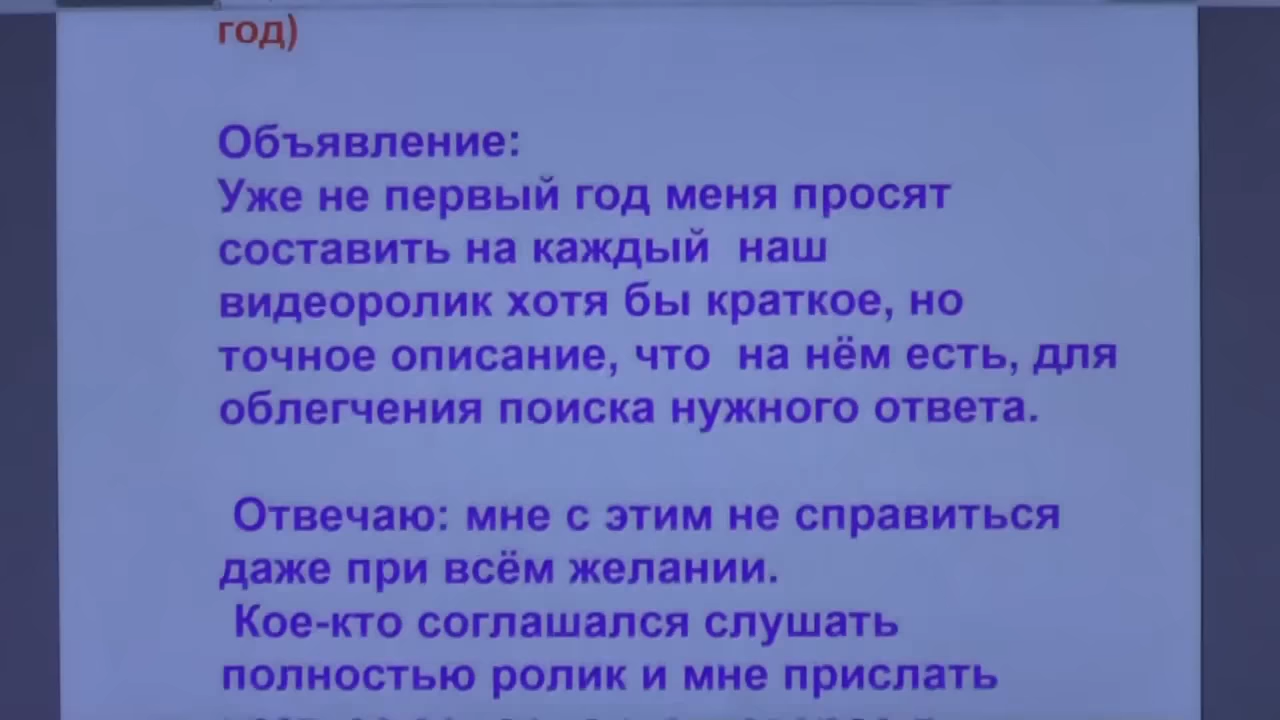 год)
Объявление:
Уже не первый год меня просят
составить на каждый наш
видеоролик хотя бы краткое, но
точное описание, что на нём есть, для
облегчения поиска нужного ответа.
Отвечаю: мне с этим не справиться
даже при всём желании.
Кое-кто соглашался слушать
полностью ролик и мне прислать